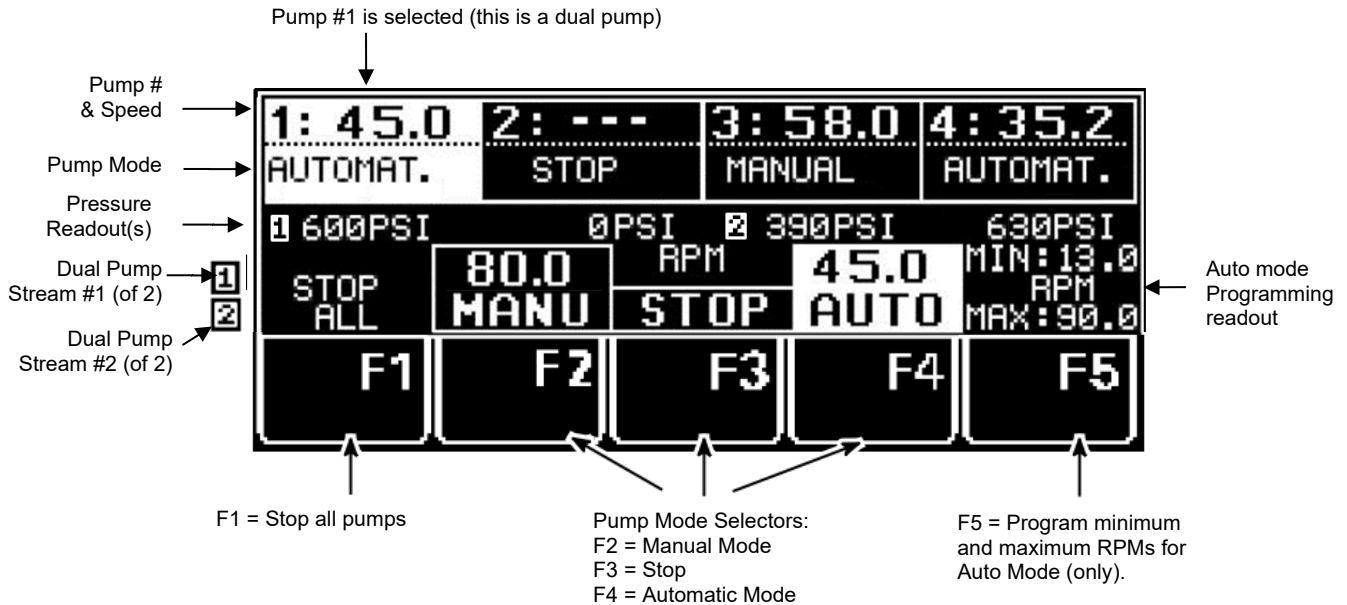 Pump #1 is selected (this is a dual pump)
Pump #
& Speed
Pump Mode
Pressure
Readout(s)
Dual Pump
Stream #1 (of 2)
Dual Pump
Stream #2 (of 2)
1
2
1: 45.0
AUTOMAT.
2: ---
STOP
3: 58.0
MANUAL
4: 35.2
AUTOMAT.
1 600PSI
0PSI
2 390PSI
630PSI
STOP
ALL
80.0
MANU
RPM
STOP
45.0
AUTO
MIN:13.0
RPM
MAX:90.0
F1
F2
F3
F4
F5
Auto mode
Programming
readout
F1 = Stop all pumps
Pump Mode Selectors:
F2 = Manual Mode
F3 = Stop
F4 = Automatic Mode
F5 = Program minimum
and maximum RPMs for
Auto Mode (only).